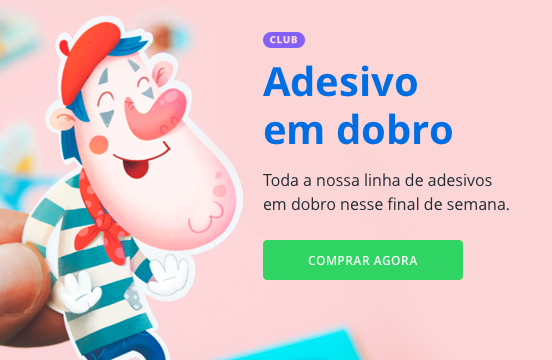 CLUB
Adesivo
em dobro
Toda a nossa linha de adesivos
em dobro nesse final de semana.
COMPRAR AGORA